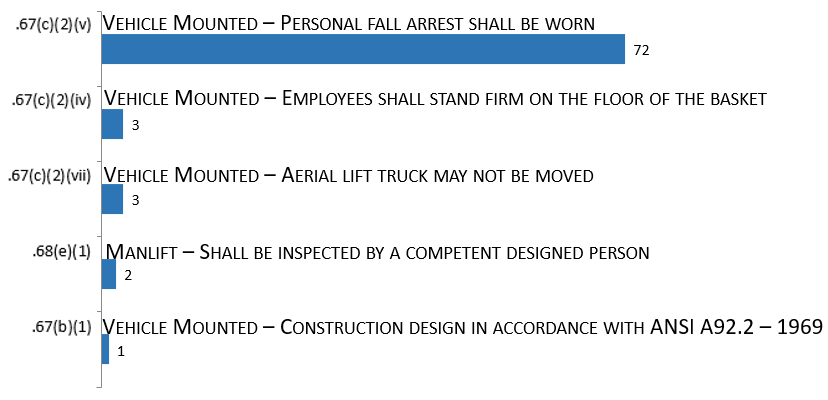 .67(c)(2)(v) Vehicle Mounted – Personal fall arrest shall be worn
72
.67(c)(2)(iv) Vehicle Mounted – Employees shall stand firm on the floor of the basket
3
.67(c)(2)(vii) Vehicle Mounted – Aerial lift truck may not be moved
3
.68(e)(1) Manlift – Shall be inspected by a competent designed person
2
.67(b)(1) Vehicle Mounted – Construction design in accordance with ANSI A92.2 – 1969
1